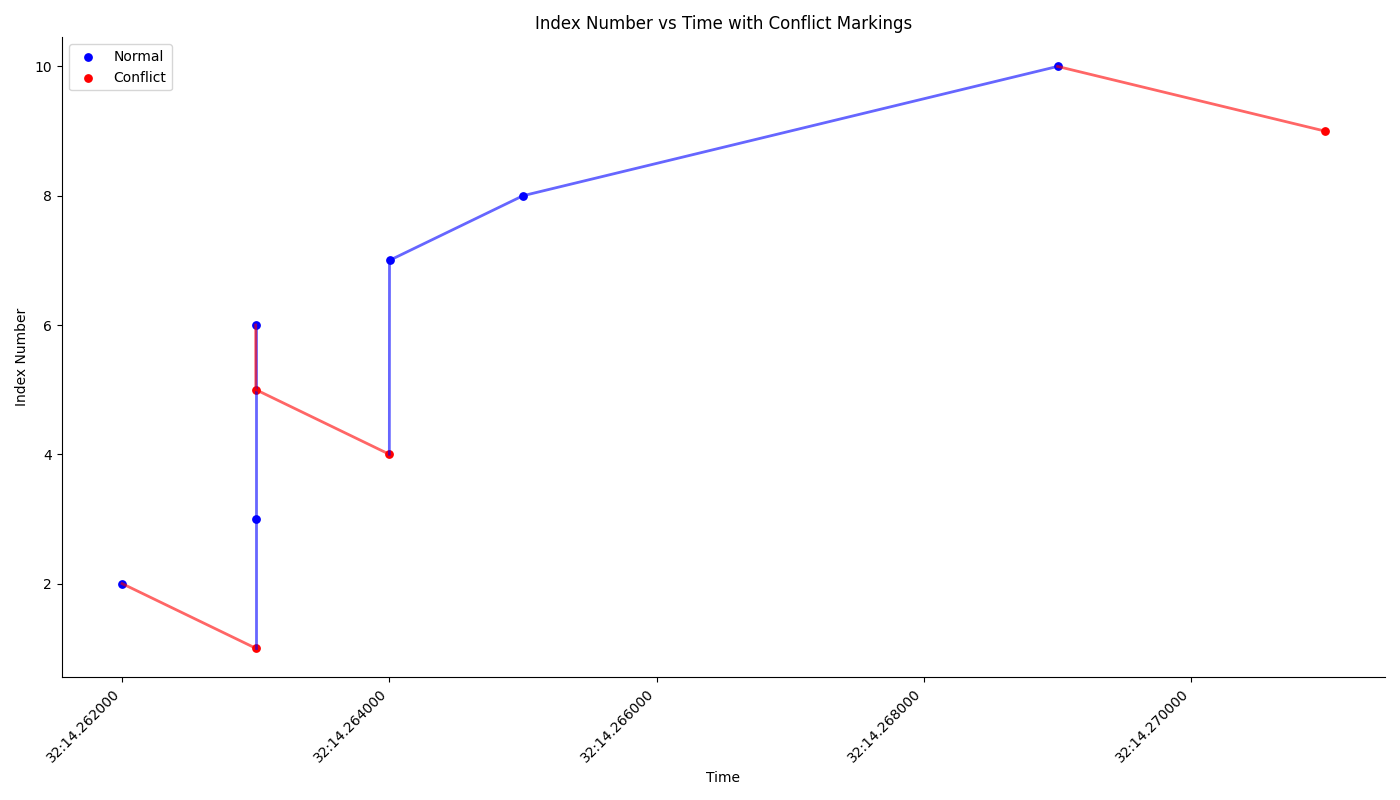 Index Number vs Time with Conflict Markings
Normal
Conflict
10
8
6
4
2
Index Number
32:14.262000
32:14.264000
32:14.266000
32:14.268000
32:14.270000
Time